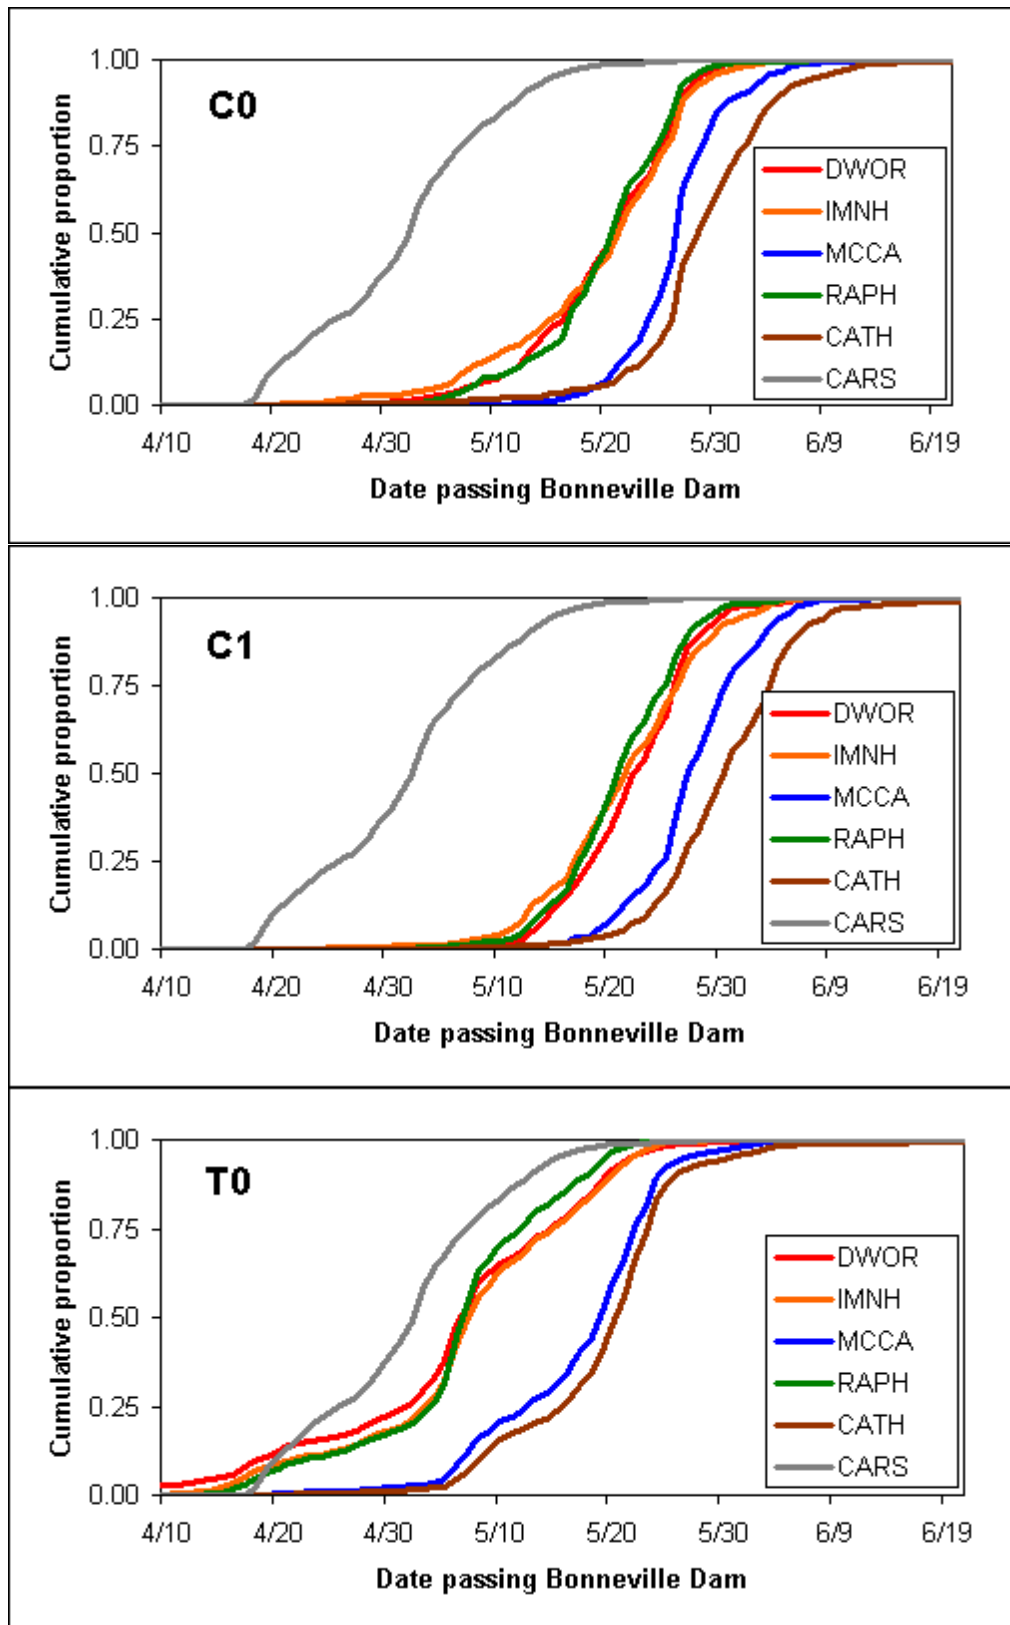 C0
Cumulative proportion
1.00
0.75
0.50
0.25
0.00
DWOR
IMNH
MCCA
RAPH
CATH
CARS
4/10 4/20 4/30 5/10 5/20 5/30 6/9 6/19
Date passing Bonneville Dam
C1
Cumulative proportion
1.00
0.75
0.50
0.25
0.00
DWOR
IMNH
MCCA
RAPH
CATH
CARS
4/10 4/20 4/30 5/10 5/20 5/30 6/9 6/19
Date passing Bonneville Dam
T0
Cumulative proportion
1.00
0.75
0.50
0.25
0.00
DWOR
IMNH
MCCA
RAPH
CATH
CARS
4/10 4/20 4/30 5/10 5/20 5/30 6/9 6/19
Date passing Bonneville Dam